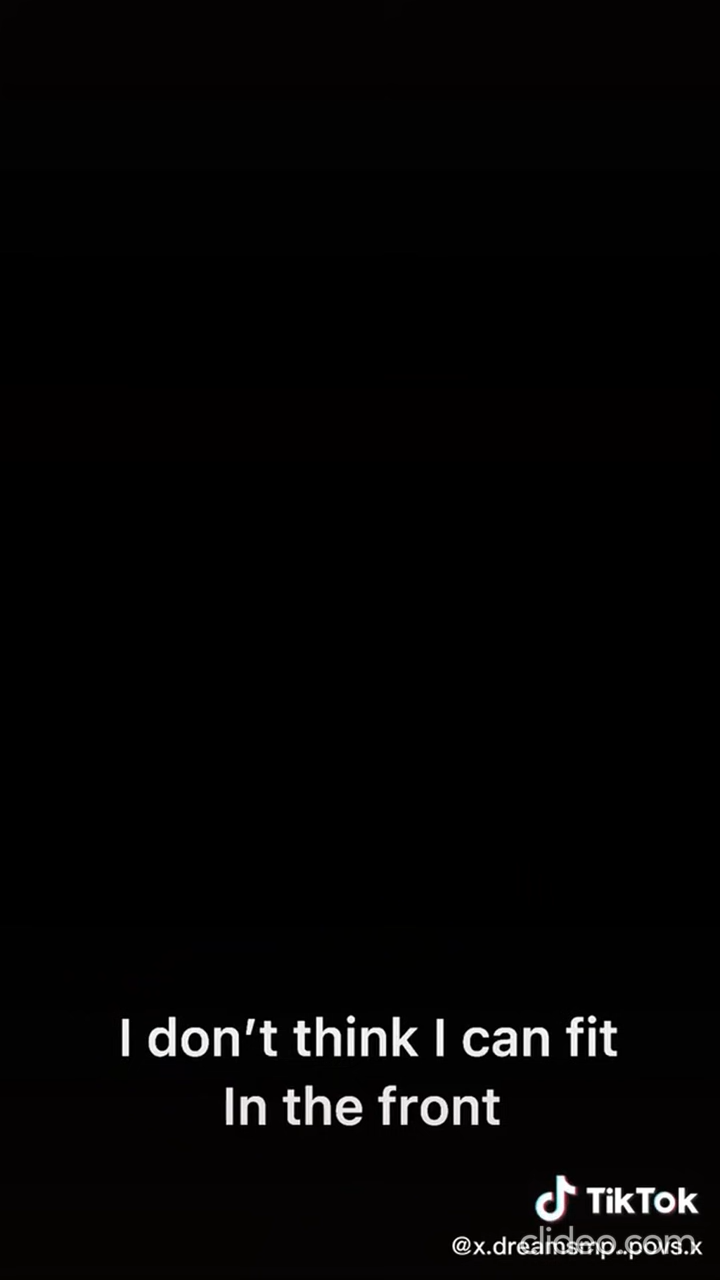 I don't think I can fit
In the front
TikTok
@x.dreamsmp..povs.x
clideo.com